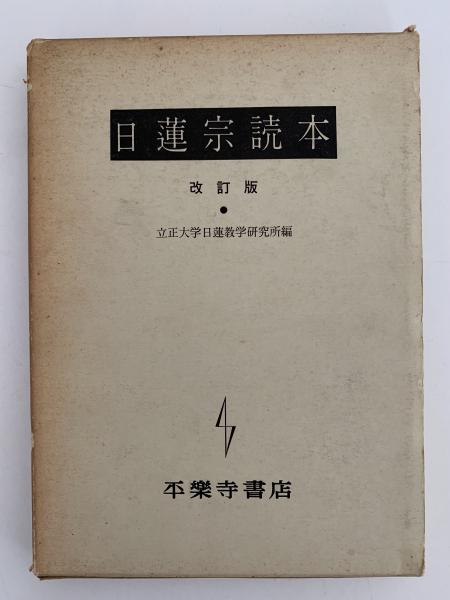 日蓮宗読本
改訂版
立正大学日蓮教学研究所編
平樂寺書店